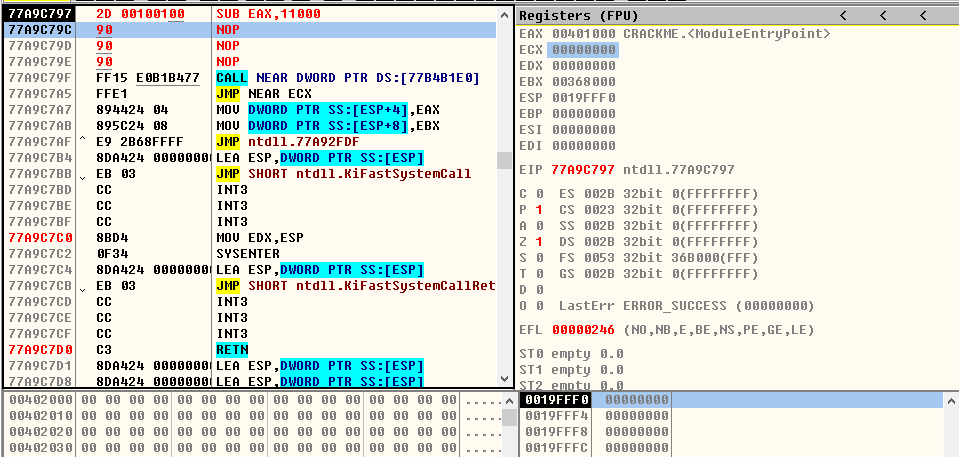 77A9C797 2D 00100100 SUB EAX,11000
77A9C79C 90 NOP
77A9C79D 90 NOP
77A9C79E 90 NOP
77A9C79F FF15 E0B1B477 CALL NEAR DWORD PTR DS:[77B4B1E0]
77A9C7A5 FFE1 JMP NEAR ECX
77A9C7A7 894424 04 MOV DWORD PTR SS:[ESP+4],EAX
77A9C7AB 895C24 08 MOV DWORD PTR SS:[ESP+8],EBX
77A9C7AF ^ E9 2B68FFFF JMP ntdll.77A92FDF
77A9C7B4 8DA424 0000000 LEA ESP,DWORD PTR SS:[ESP]
77A9C7BB EB 03 JMP SHORT ntdll.KiFastSystemCall
77A9C7BD CC INT3
77A9C7BE CC INT3
77A9C7BF CC INT3
77A9C7C0 8BD4 MOV EDX,ESP
77A9C7C2 0F34 SYSENTER
77A9C7C4 8DA424 0000000 LEA ESP,DWORD PTR SS:[ESP]
77A9C7CB EB 03 JMP SHORT ntdll.KiFastSystemCallRet
77A9C7CD CC INT3
77A9C7CE CC INT3
77A9C7CF CC INT3
77A9C7D0 C3 RETN
77A9C7D1 8DA424 0000000 LEA ESP,DWORD PTR SS:[ESP]
77A9C7D8 8DA424 0000000 LEA ESP,DWORD PTR SS:[ESP]
Registers (FPU) < < <
EAX 00401000 CRACKME.<ModuleEntryPoint>
ECX 00000000
EDX 00000000
EBX 00368000
ESP 0019FFF0
EBP 00000000
ESI 00000000
EDI 00000000
EIP 77A9C797 ntdll.77A9C797
C 0 ES 002B 32bit 0(FFFFFFFF)
P 1 CS 0023 32bit 0(FFFFFFFF)
A 0 SS 002B 32bit 0(FFFFFFFF)
Z 1 DS 002B 32bit 0(FFFFFFFF)
S 0 FS 0053 32bit 36B000(FFF)
T 0 GS 002B 32bit 0(FFFFFFFF)
D 0
O 0 LastErr ERROR_SUCCESS (00000000)
EFL 00000246 (NO,NB,E,BE,NS,PE,GE,LE)
ST0 empty 0.0
ST1 empty 0.0
ST2 empty 0.0
00402000 00 00 00 00 00 00 00 00 00 00 00 00 00 00 00 00 .....
00402010 00 00 00 00 00 00 00 00 00 00 00 00 00 00 00 00 .....
00402020 00 00 00 00 00 00 00 00 00 00 00 00 00 00 00 00 .....
00402030 00 00 00 00 00 00 00 00 00 00 00 00 00 00 00 00 .....
0019FFF0 00000000
0019FFF4 00000000
0019FFF8 00000000
0019FFFC 00000000